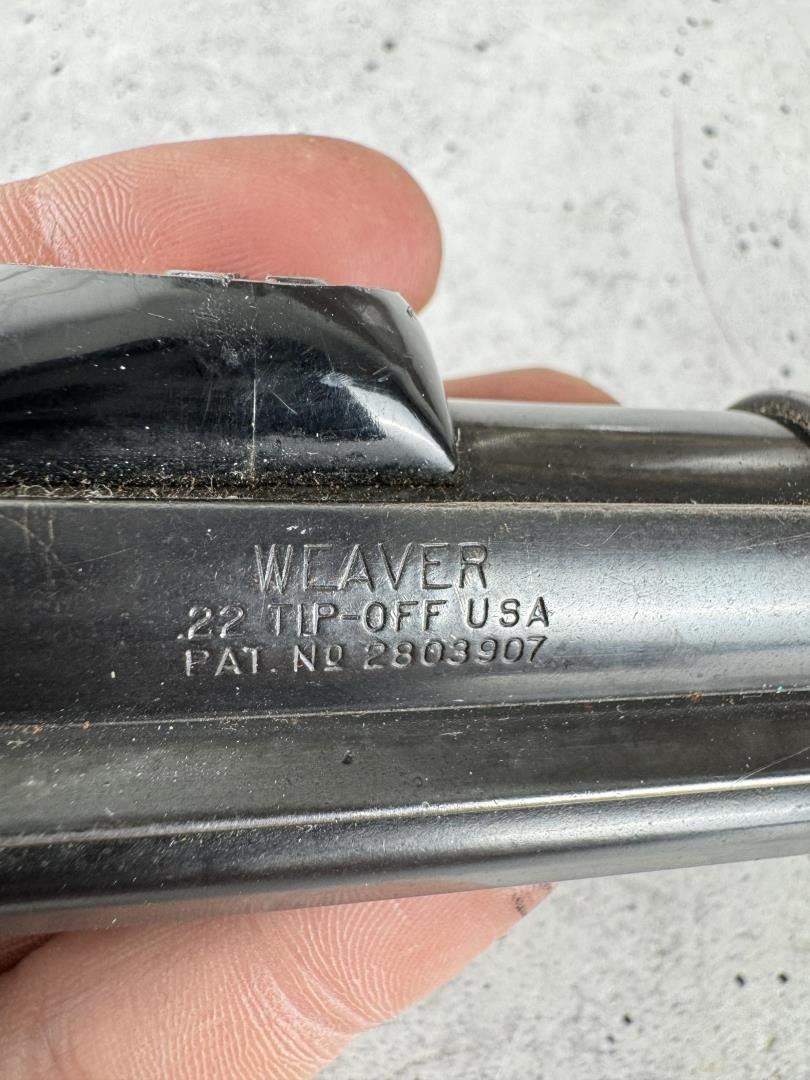 WEAVER
.22 TIP-OFF USA
PAT. Nº 2803907